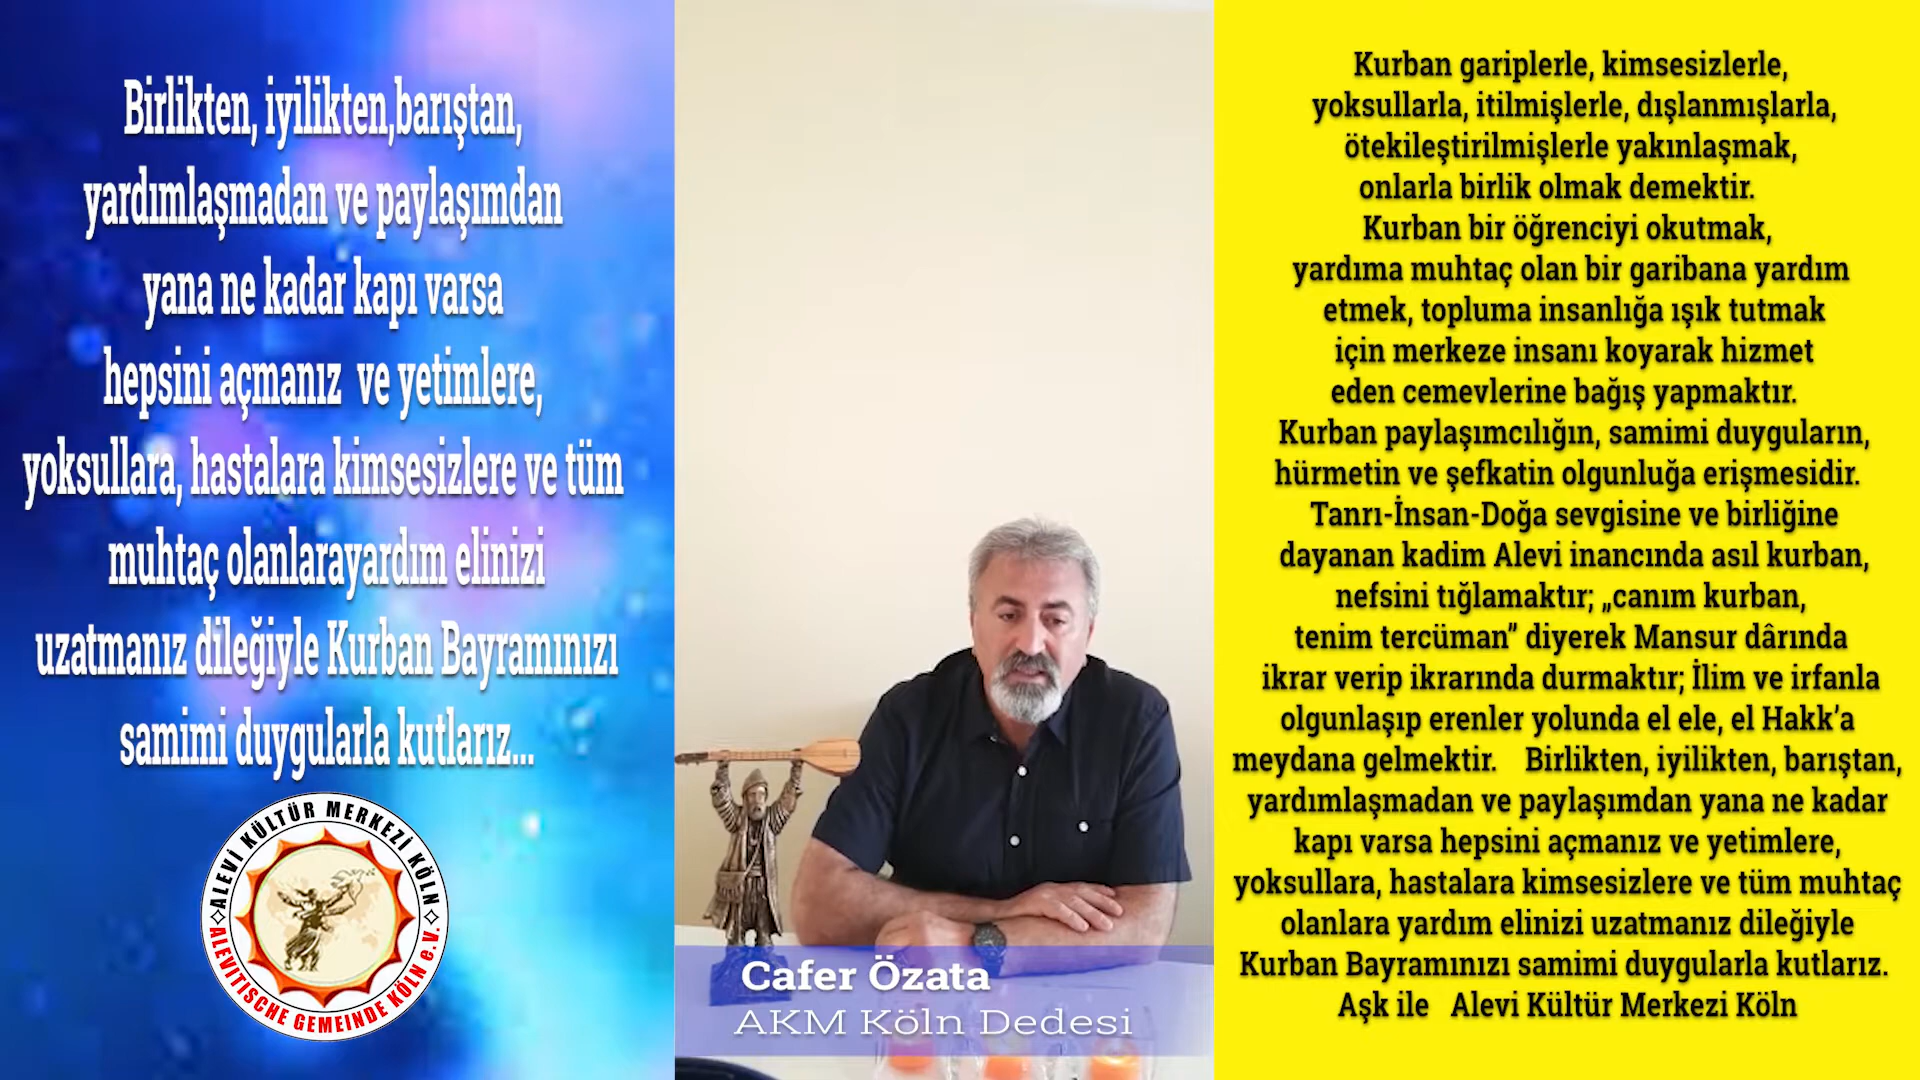 Birlikten, iyilikten,barıştan,
yardımlaşmadan ve paylaşımdan
yana ne kadar kapı varsa
hepsini açmanız ve yetimlere,
yoksullara, hastalara kimsesizlere ve tüm
muhtaç olanlarayardım elinizi
uzatmanız dileğiyle Kurban Bayramınızı
samimi duygularla kutlarız...
ALEVİ KÜLTÜR MERKEZİ KÖLN
ALEVITISCHE GEMEINDE KÖLN e.V.
Cafer Özata
AKM Köln Dedesi
Kurban gariplerle, kimsesizlerle,
yoksullarla, itilmişlerle, dışlanmışlarla,
ötekileştirilmişlerle yakınlaşmak,
onlarla birlik olmak demektir.
Kurban bir öğrenciyi okutmak,
yardıma muhtaç olan bir garibana yardım
etmek, topluma insanlığa ışık tutmak
için merkeze insanı koyarak hizmet
eden cemevlerine bağış yapmaktır.
Kurban paylaşımcılığın, samimi duyguların,
hürmetin ve şefkatin olgunluğa erişmesidir.
Tanrı-İnsan-Doğa sevgisine ve birliğine
dayanan kadim Alevi inancında asıl kurban,
nefsini tığlamaktır; „canım kurban,
tenim tercüman” diyerek Mansur dârında
ikrar verip ikrarında durmaktır; İlim ve irfanla
olgunlaşıp erenler yolunda el ele, el Hakk’a
meydana gelmektir. Birlikten, iyilikten, barıştan,
yardımlaşmadan ve paylaşımdan yana ne kadar
kapı varsa hepsini açmanız ve yetimlere,
yoksullara, hastalara kimsesizlere ve tüm muhtaç
olanlara yardım elinizi uzatmanız dileğiyle
Kurban Bayramınızı samimi duygularla kutlarız.
Aşk ile Alevi Kültür Merkezi Köln